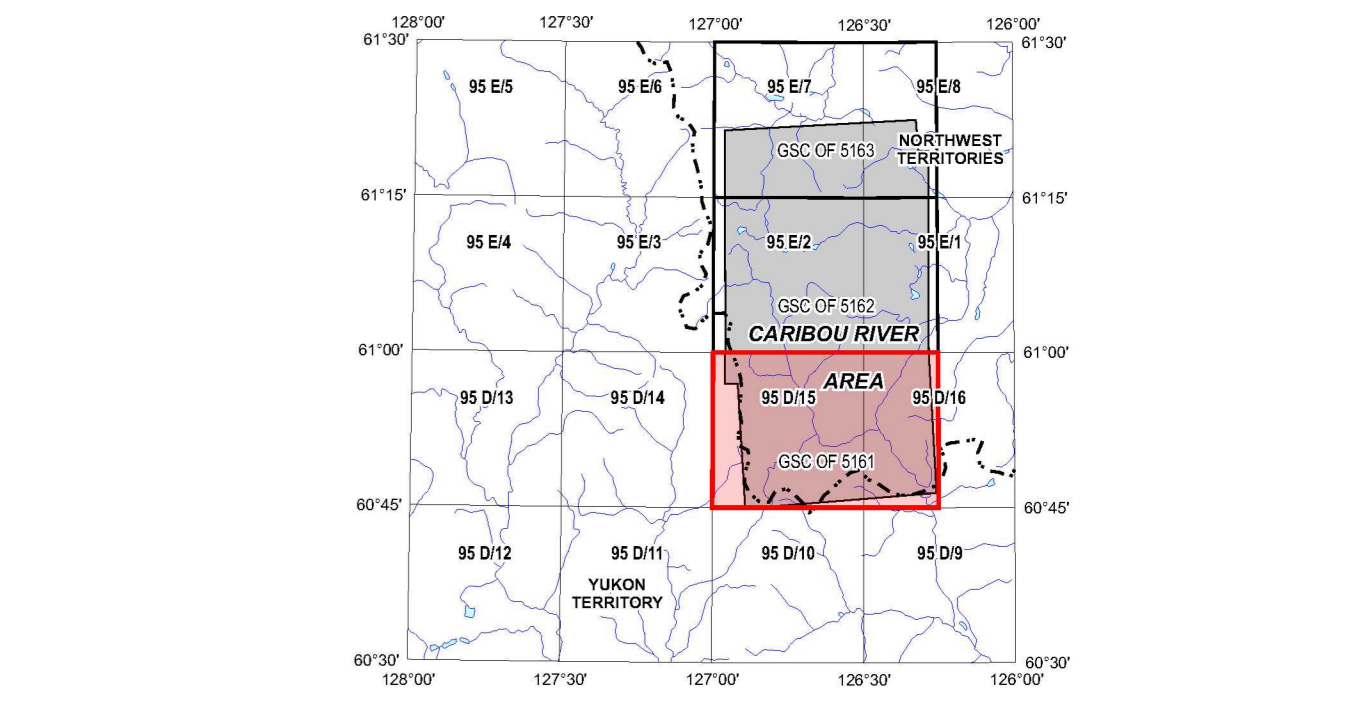 128°00' 127°30' 127°00' 126°30' 126°00'
61°30' 61°30'
95 E/5 95 E/6 95 E/7 95 E/8
NORTHWEST
TERRITORIES
GSC OF 5163
61°15' 61°15'
95 E/4 95 E/3 95 E/2 95 E/1
GSC OF 5162
CARIBOU RIVER
61°00' 61°00'
AREA
95 D/13 95 D/14 95 D/15 95 D/16
GSC OF 5161
60°45' 60°45'
95 D/12 95 D/11 95 D/10 95 D/9
YUKON
TERRITORY
60°30' 60°30'
128°00' 127°30' 127°00' 126°30' 126°00'